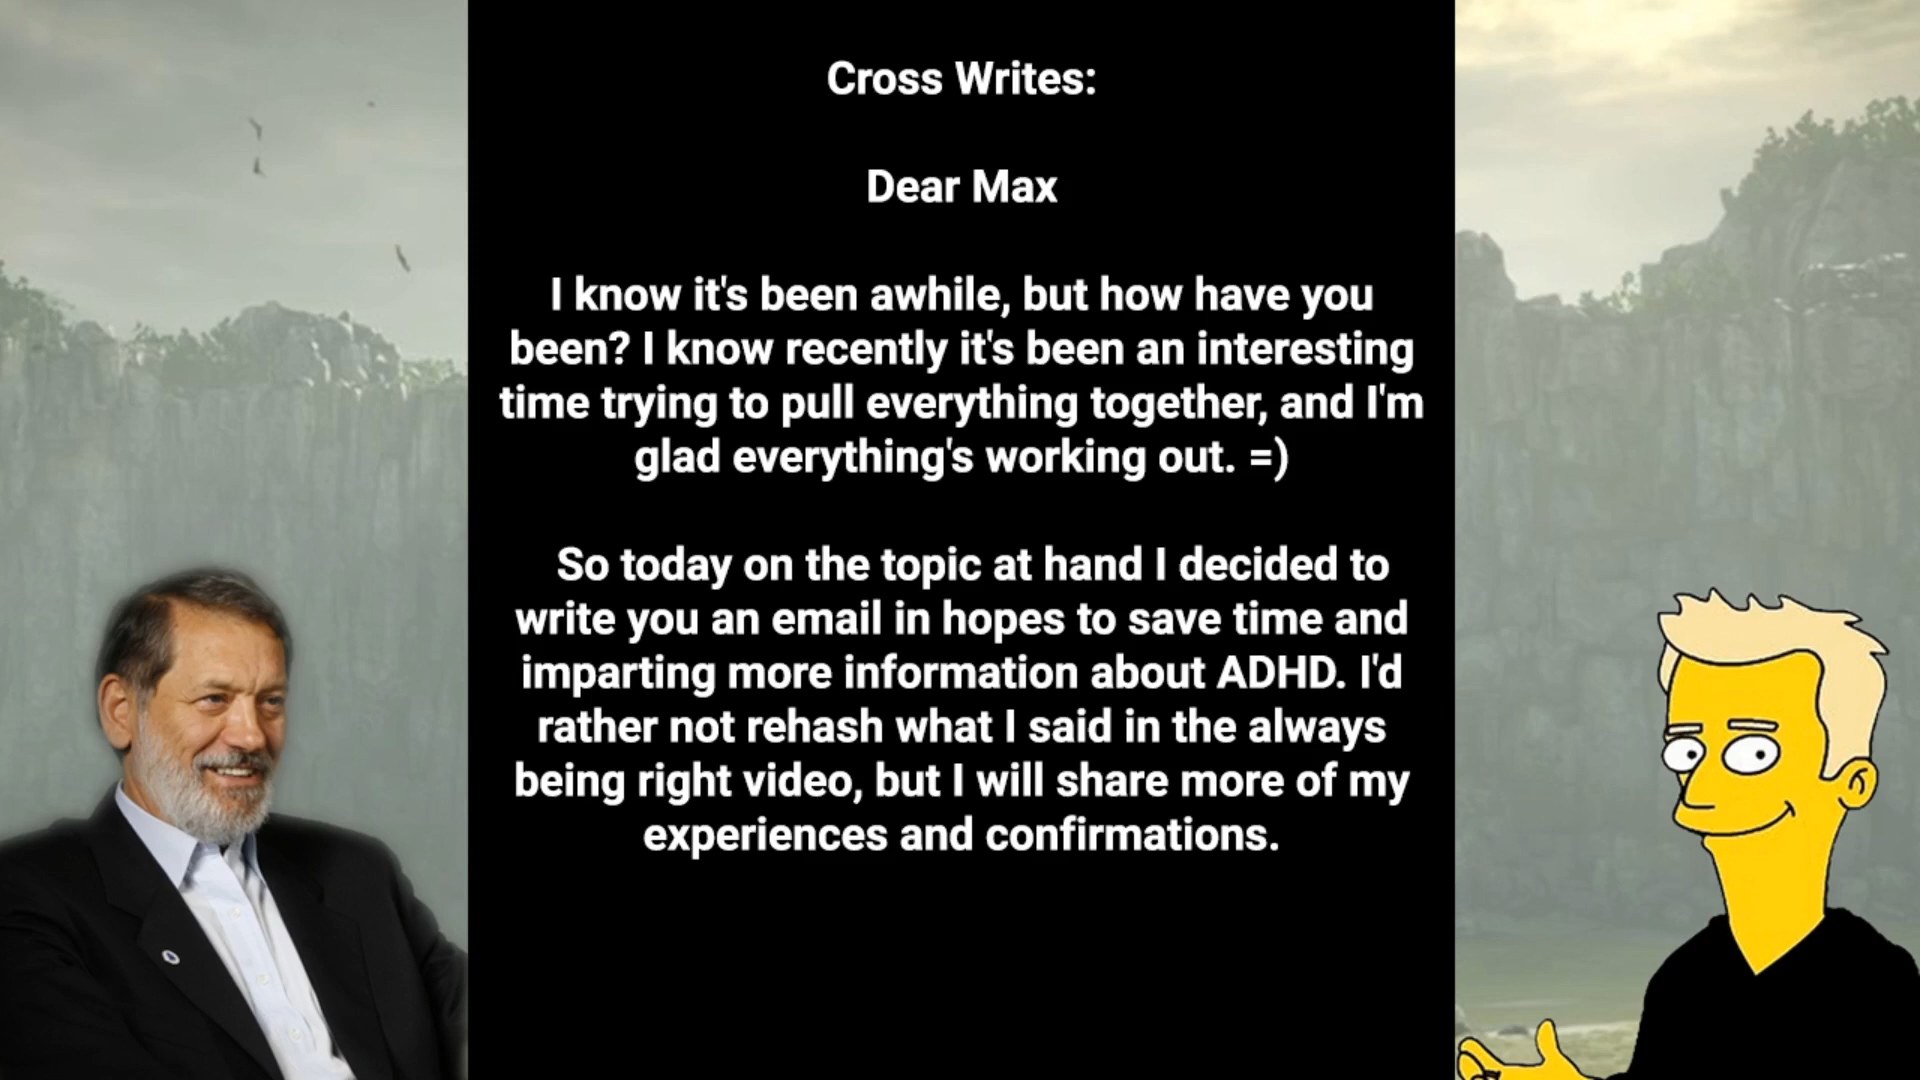 Cross Writes:
Dear Max
I know it's been awhile, but how have you
been? I know recently it's been an interesting
time trying to pull everything together, and I'm
glad everything's working out. =)
So today on the topic at hand I decided to
write you an email in hopes to save time and
imparting more information about ADHD. I'd
rather not rehash what I said in the always
being right video, but I will share more of my
experiences and confirmations.